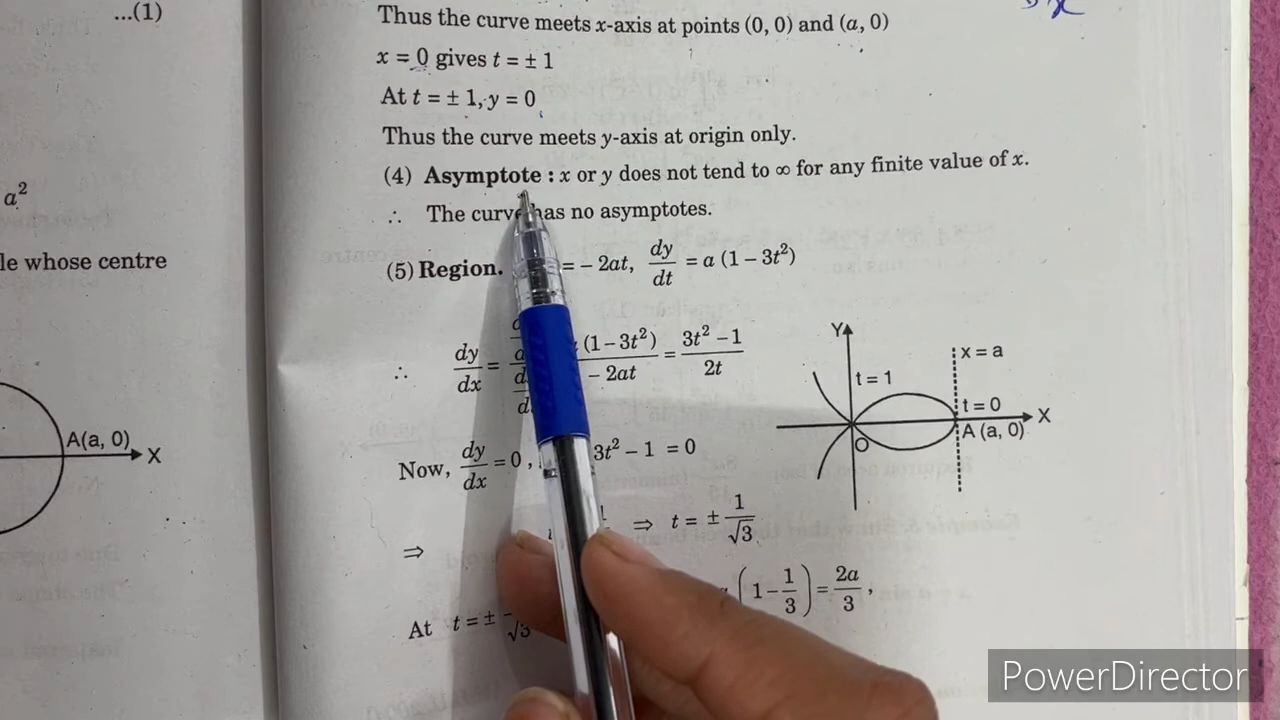 ...(1)
a²
le whose centre
A(a, 0)
X
Thus the curve meets x-axis at points (0, 0) and (a, 0)
x = 0 gives t = ± 1
At t = ± 1, y = 0
Thus the curve meets y-axis at origin only.
(4) Asymptote : x or y does not tend to ∞ for any finite value of x.
∴ The curve has no asymptotes.
(5) Region. = – 2at, dy/dt = a (1 – 3t²)
∴ dy/dx = (1 – 3t²)/– 2at = 3t² – 1/2t
Now, dy/dx = 0, 3t² – 1 = 0
⇒ ⇒ t = ± 1/√3
At t = ± √3 (1 – 1/3) = 2a/3,
Y
x = a
t = 1
t = 0
X
O
A (a, 0)
PowerDirector